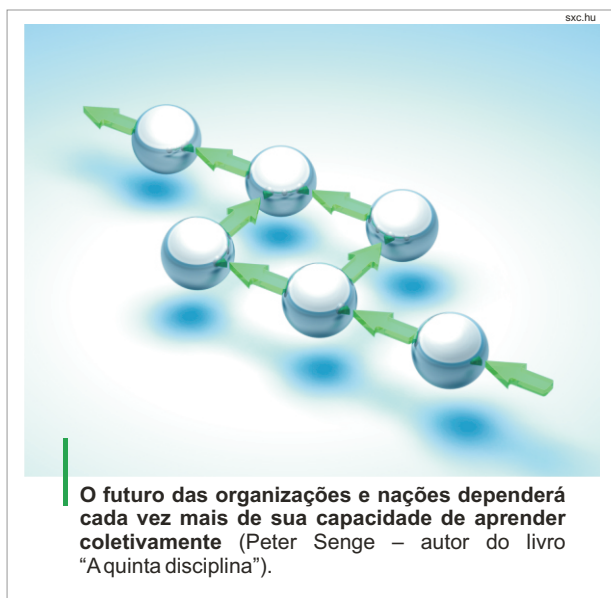 sxc.hu
O futuro das organizações e nações dependerá
cada vez mais de sua capacidade de aprender
coletivamente (Peter Senge – autor do livro
“A quinta disciplina”).